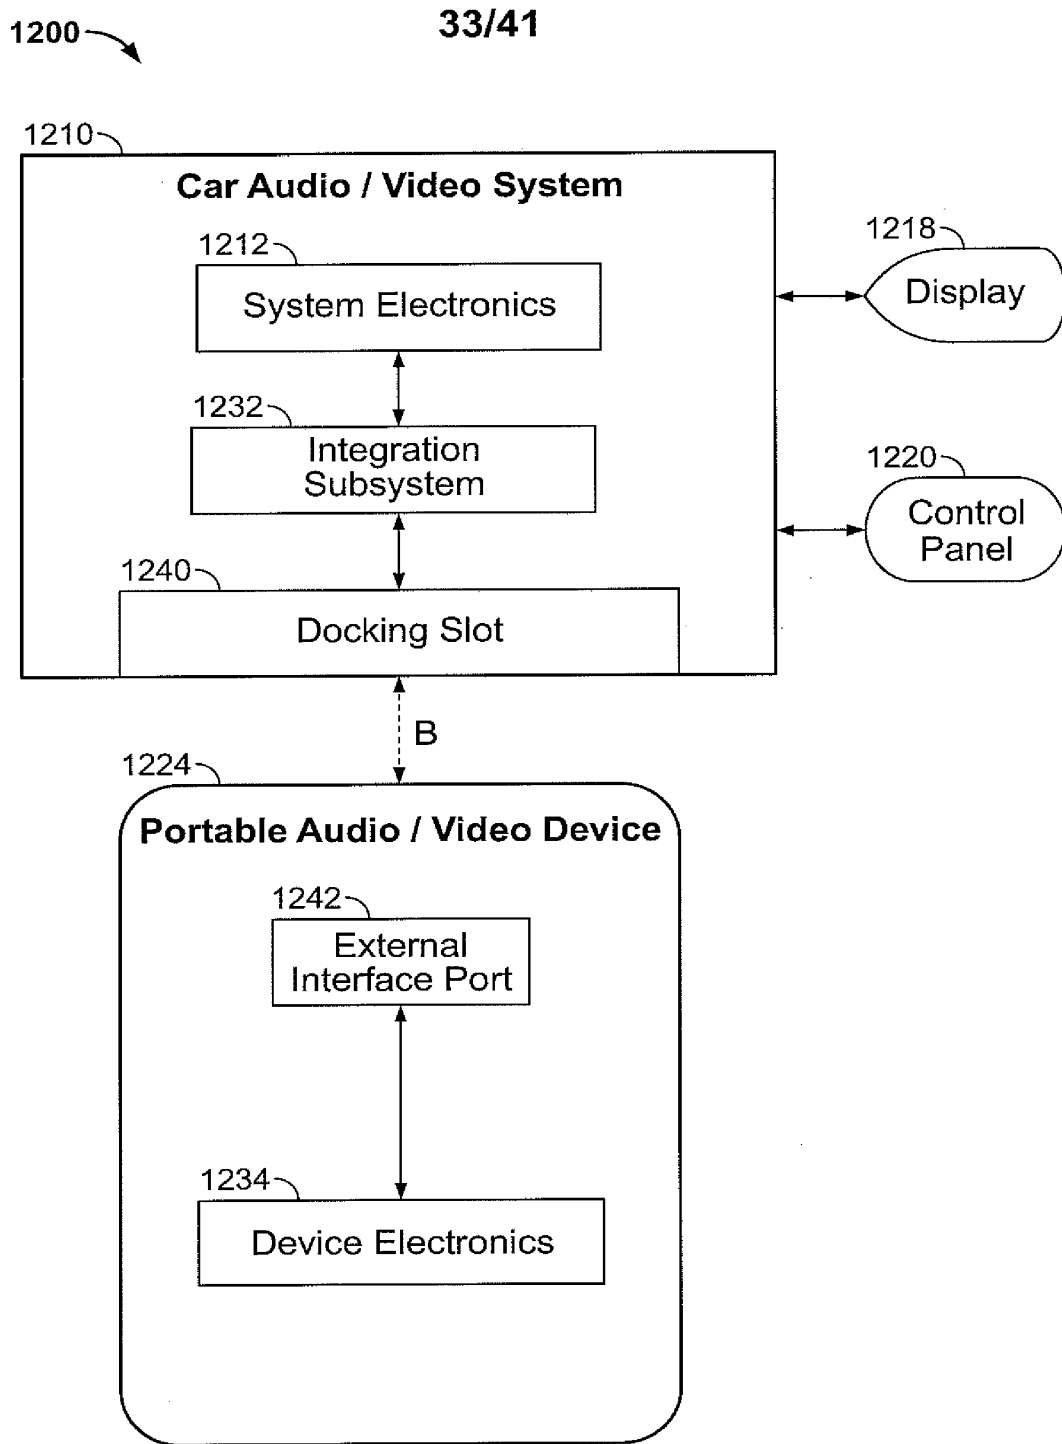 33/41
1200
1210
Car Audio / Video System
1212
System Electronics
1218
Display
1232
Integration
Subsystem
1220
Control
Panel
1240
Docking Slot
B
1224
Portable Audio / Video Device
1242
External
Interface Port
1234
Device Electronics